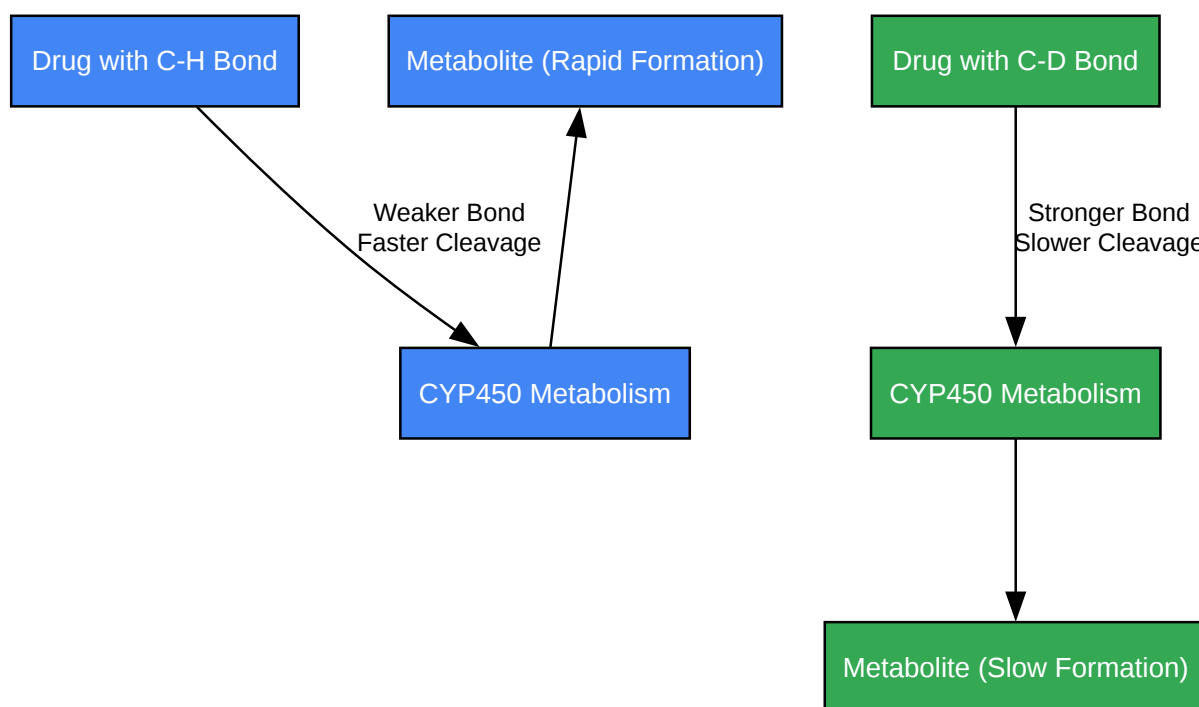 Drug with C-H Bond
Metabolite (Rapid Formation)
Drug with C-D Bond
Weaker Bond
Faster Cleavage
Stronger Bond
Slower Cleavage
CYP450 Metabolism
CYP450 Metabolism
Metabolite (Slow Formation)